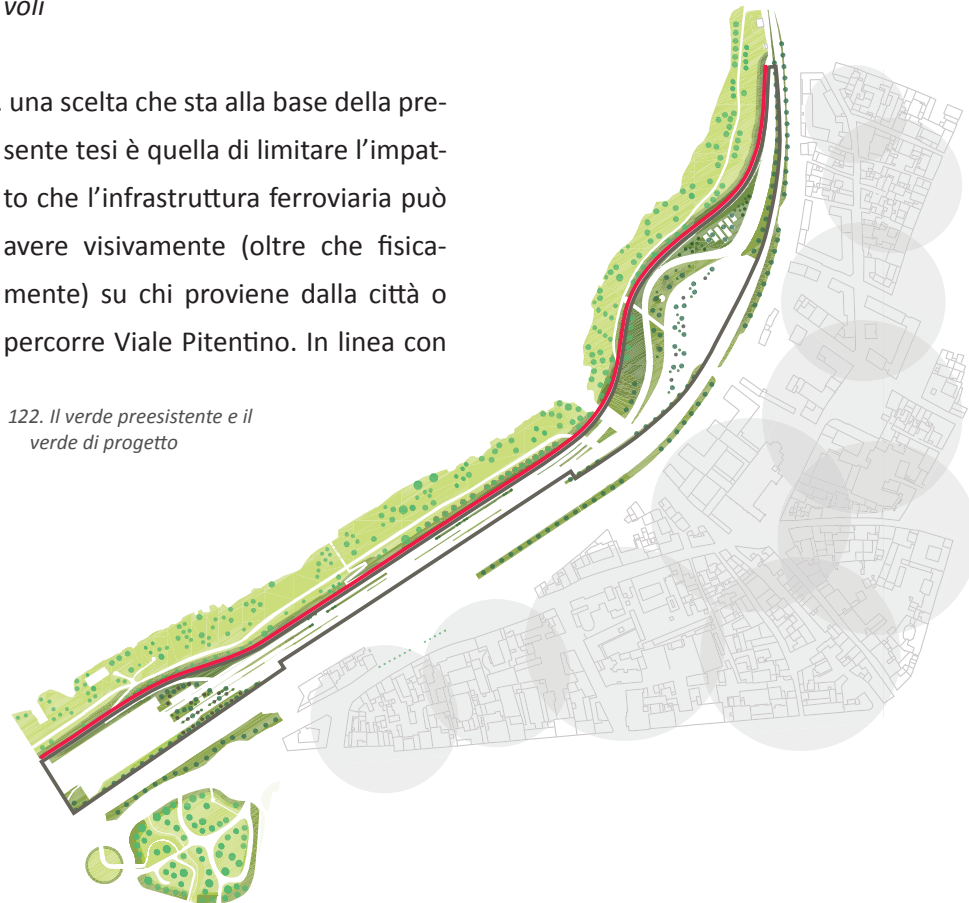 voli
. una scelta che sta alla base della pre-
sente tesi è quella di limitare l’impat-
to che l’infrastruttura ferroviaria può
avere visivamente (oltre che fisica-
mente) su chi proviene dalla città o
percorre Viale Pitentino. In linea con
122. Il verde preesistente e il
verde di progetto